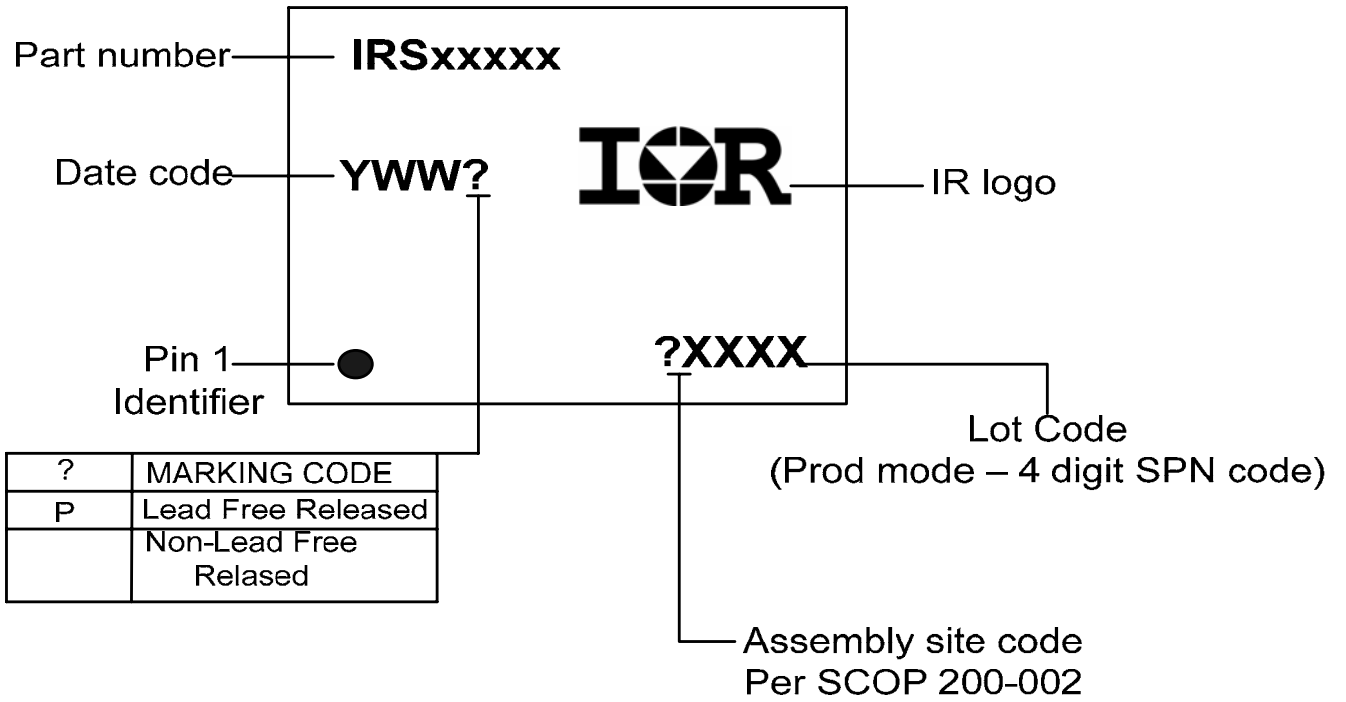 Part number
IRSxxxxx
Date code
YWW?
IOR
IR logo
Pin 1
Identifier
?XXXX
Lot Code
(Prod mode – 4 digit SPN code)
? MARKING CODE
P Lead Free Released
Non-Lead Free
Relased
Assembly site code
Per SCOP 200-002